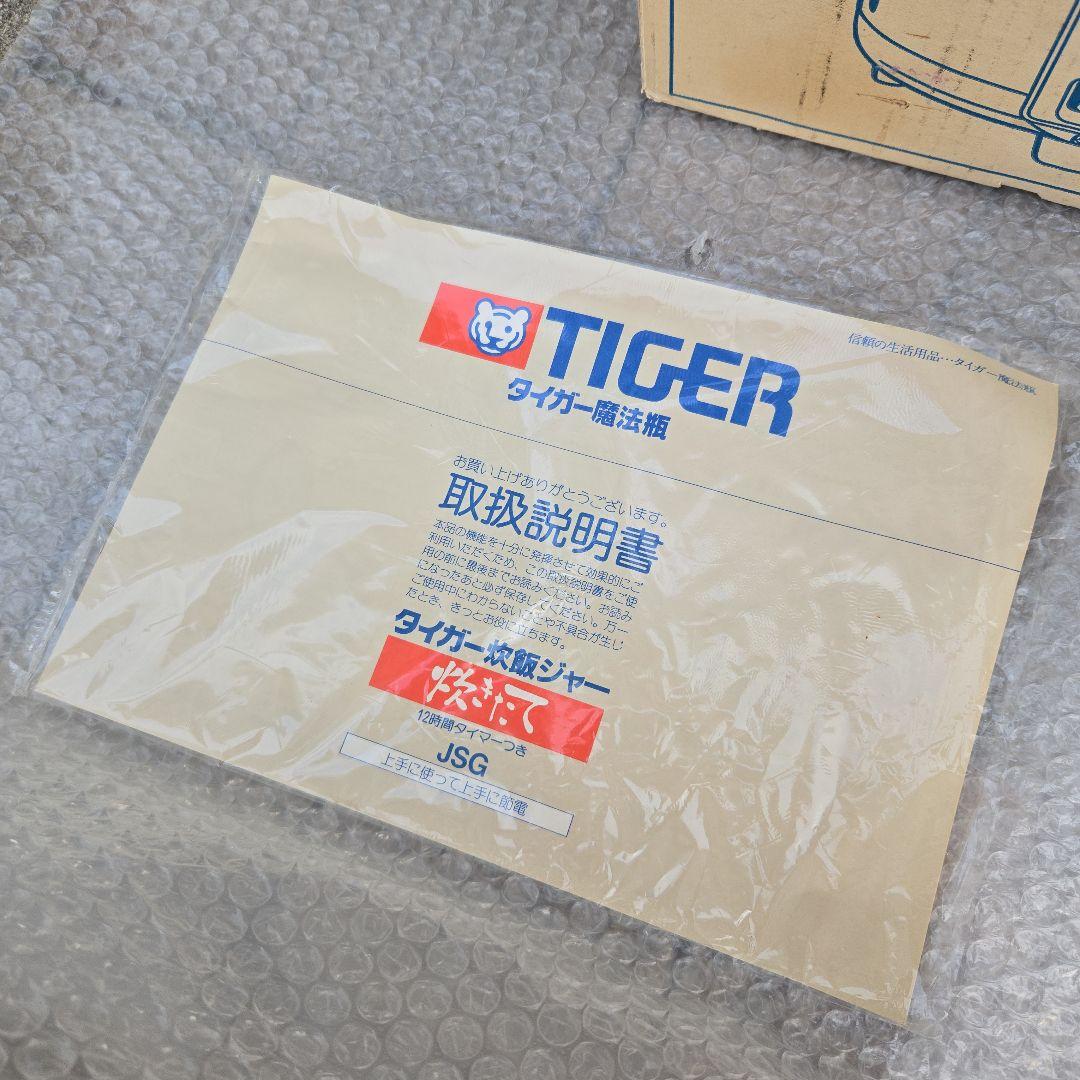 TIGER
タイガー魔法瓶
信頼の生活用品…タイガー魔法瓶
お買い上げありがとうございます。
取扱説明書
本品の機能を十分に発揮させて効果的にご
利用いただくため、この取扱説明書をご使
用の前に最後までお読みください。お読み
になったあと必ず保存してください。万一
ご使用中にわからないことや不具合が生じ
たとき、きっとお役に立ちます。
タイガー炊飯ジャー
炊きたて
12時間タイマーつき
JSG
上手に使って上手に節電